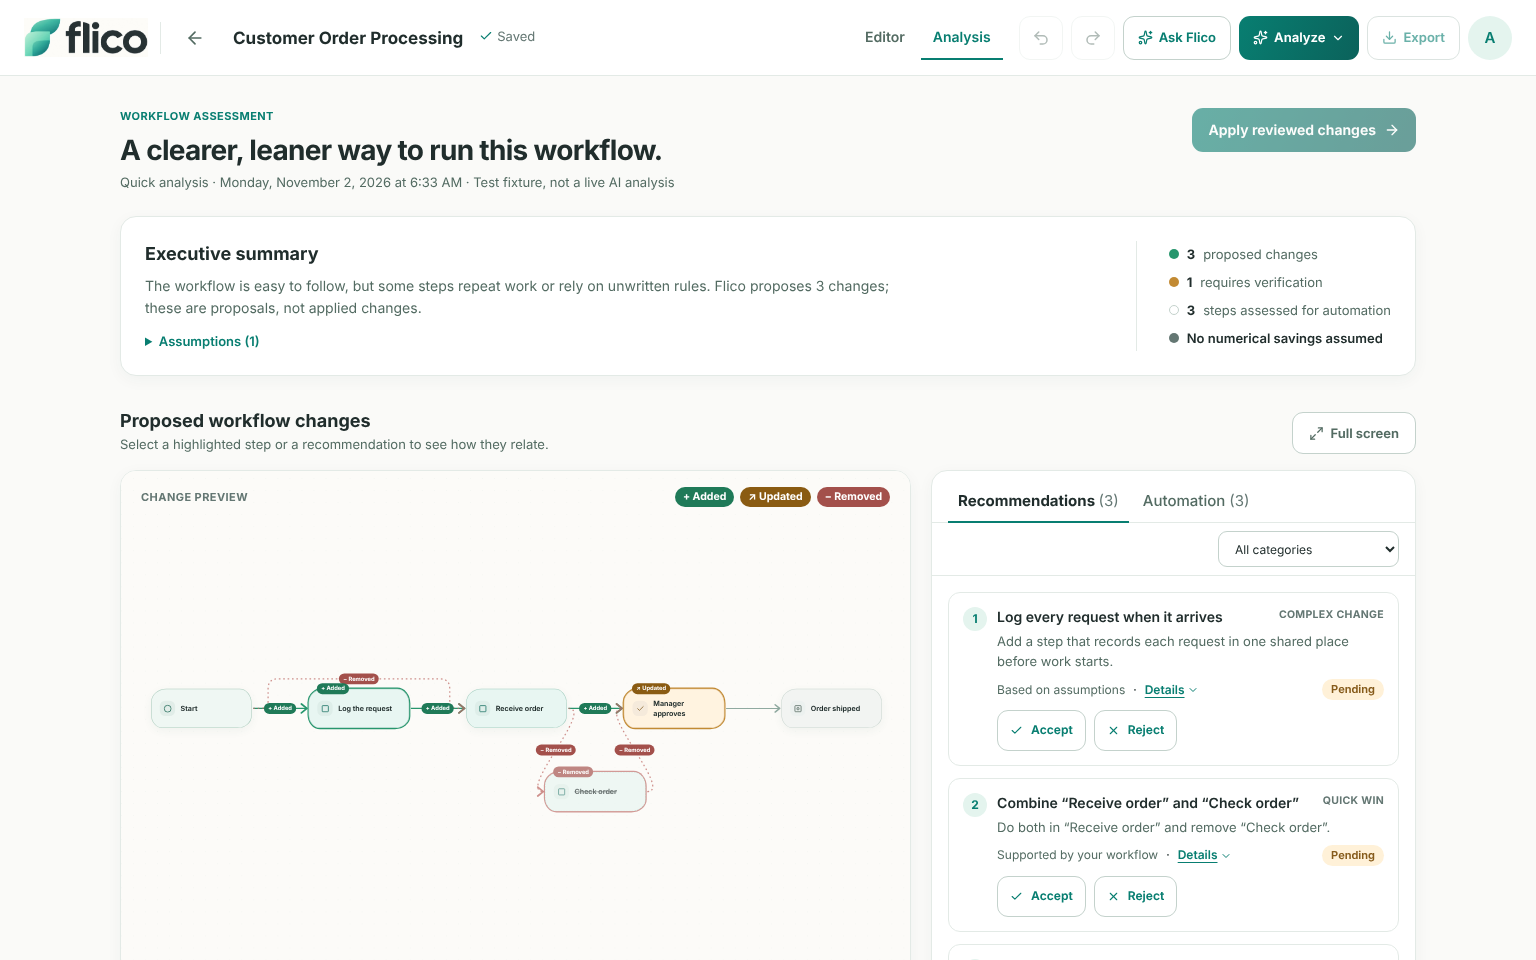 flico
Customer Order Processing
Saved
Editor
Analysis
Ask Flico
Analyze
Export
A
WORKFLOW ASSESSMENT
A clearer, leaner way to run this workflow.
Quick analysis · Monday, November 2, 2026 at 6:33 AM · Test fixture, not a live AI analysis
Apply reviewed changes
Executive summary
The workflow is easy to follow, but some steps repeat work or rely on unwritten rules. Flico proposes 3 changes;
these are proposals, not applied changes.
Assumptions (1)
3 proposed changes
1 requires verification
3 steps assessed for automation
No numerical savings assumed
Proposed workflow changes
Select a highlighted step or a recommendation to see how they relate.
Full screen
CHANGE PREVIEW
+ Added
↗ Updated
− Removed
− Removed
+ Added
↗ Updated
Start
+ Added
Log the request
+ Added
Receive order
+ Added
Manager
approves
Order shipped
− Removed
− Removed
− Removed
Check order
Recommendations (3)
Automation (3)
All categories
1
Log every request when it arrives
COMPLEX CHANGE
Add a step that records each request in one shared place
before work starts.
Based on assumptions · Details
Pending
Accept
Reject
2
Combine “Receive order” and “Check order”
QUICK WIN
Do both in “Receive order” and remove “Check order”.
Supported by your workflow · Details
Pending
Accept
Reject